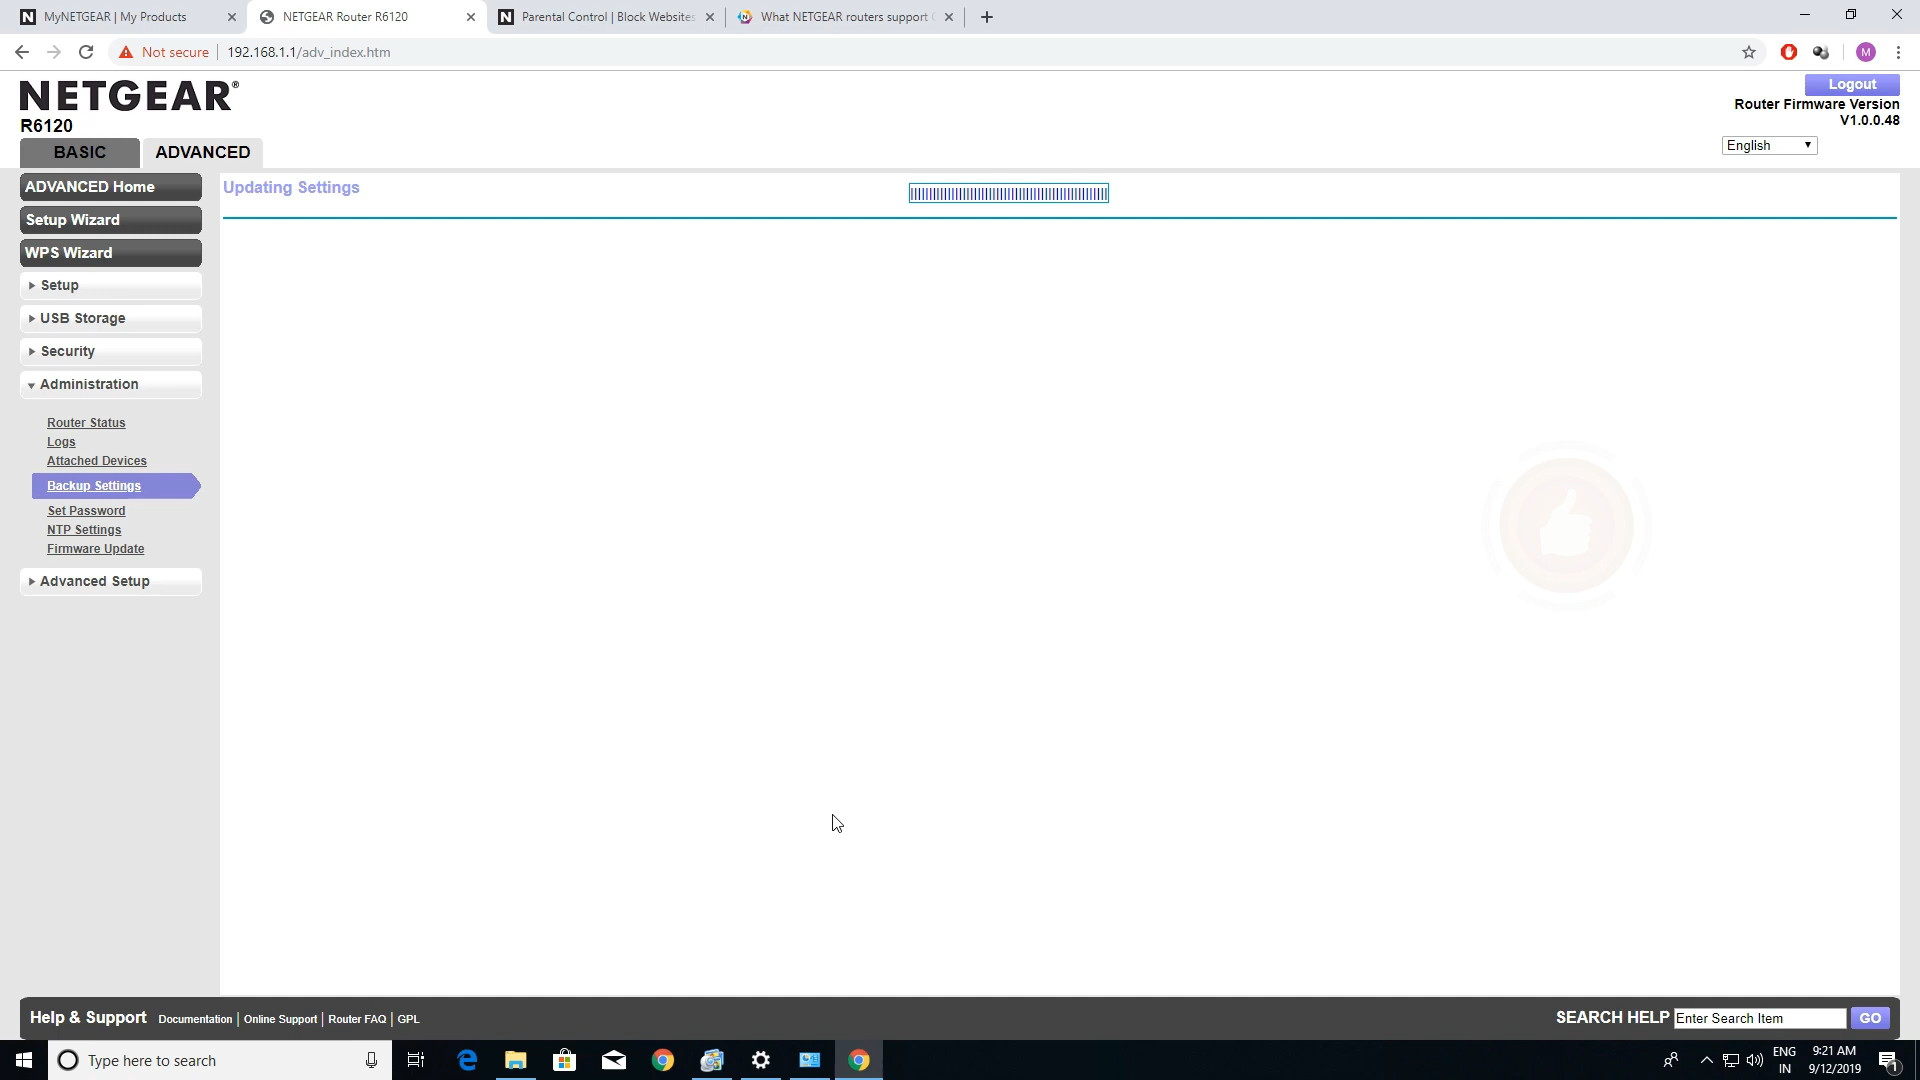 MyNETGEAR | My Products
NETGEAR Router R6120
Parental Control | Block Websites
What NETGEAR routers support
Not secure
192.168.1.1/adv_index.htm
M
NETGEAR®
R6120
Logout
Router Firmware Version
V1.0.0.48
BASIC
ADVANCED
English
ADVANCED Home
Setup Wizard
WPS Wizard
Setup
USB Storage
Security
Administration
Router Status
Logs
Attached Devices
Backup Settings
Set Password
NTP Settings
Firmware Update
Advanced Setup
Updating Settings
Help & Support
Documentation | Online Support | Router FAQ | GPL
SEARCH HELP
Enter Search Item
GO
Type here to search
ENG
IN
9:21 AM
9/12/2019
1